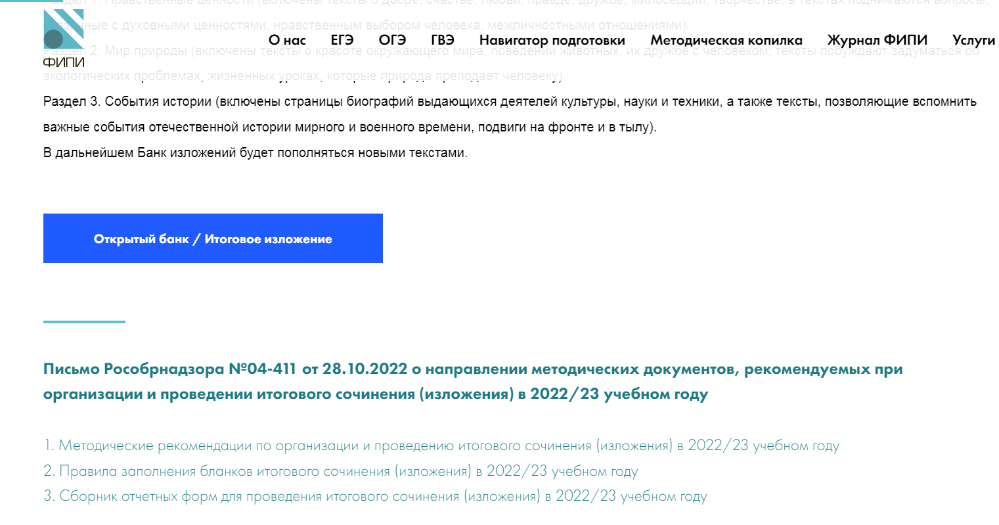 Раздел 1. Нравственные ценности (включены тексты о добре, счастье, любви, правде, дружбе, милосердии, творчестве; в текстах поднимаются вопросы,
с духовными ценностями, нравственным выбором человека, межличностными отношениями).
О нас ЕГЭ ОГЭ ГВЭ Навигатор подготовки Методическая копилка Журнал ФИПИ Услуги
Раздел 2. Мир природы (включены тексты о красоте окружающего мира, поведении животных, их дружбе с человеком; тексты побуждают задуматься об
ФИПИ
экологических проблемах, жизненных уроках, которые природа преподает человеку).
Раздел 3. События истории (включены страницы биографий выдающихся деятелей культуры, науки и техники, а также тексты, позволяющие вспомнить
важные события отечественной истории мирного и военного времени, подвиги на фронте и в тылу).
В дальнейшем Банк изложений будет пополняться новыми текстами.
Открытый банк / Итоговое изложение
Письмо Рособрнадзора №04-411 от 28.10.2022 о направлении методических документов, рекомендуемых при
организации и проведении итогового сочинения (изложения) в 2022/23 учебном году
1. Методические рекомендации по организации и проведению итогового сочинения (изложения) в 2022/23 учебном году
2. Правила заполнения бланков итогового сочинения (изложения) в 2022/23 учебном году
3. Сборник отчетных форм для проведения итогового сочинения (изложения) в 2022/23 учебном году